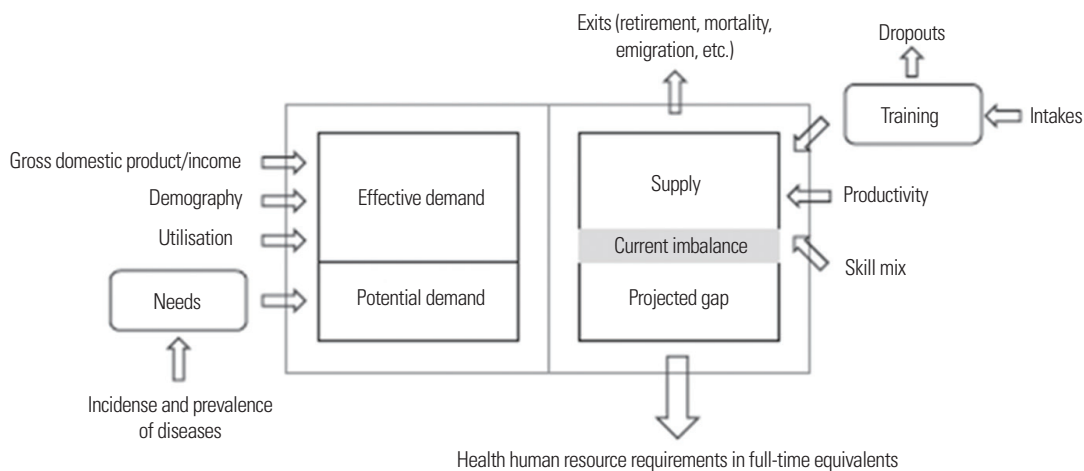 Exits (retirement, mortality,
emigration, etc.)
Dropouts
Training
Intakes
Gross domestic product/income
Demography
Utilisation
Needs
Incidense and prevalence
of diseases
Effective demand
Potential demand
Supply
Current imbalance
Projected gap
Productivity
Skill mix
Health human resource requirements in full-time equivalents